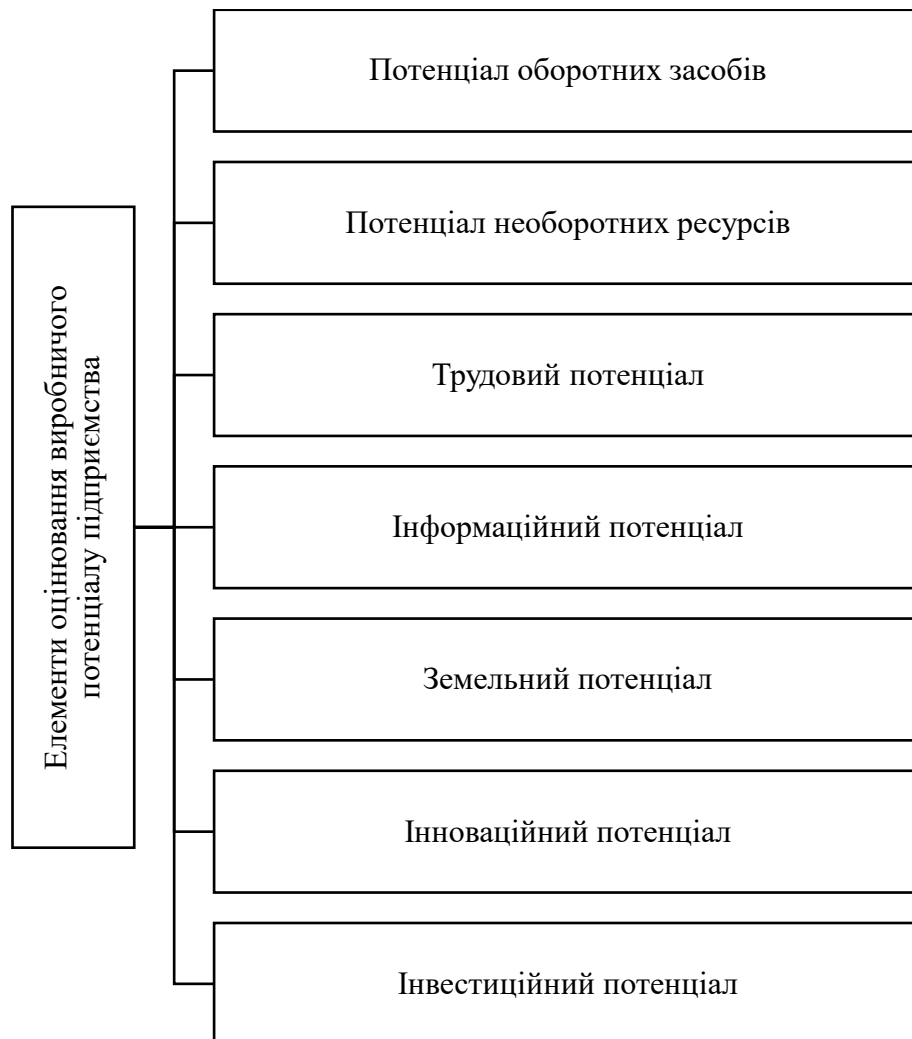 Елементи оцінювання виробничого
потенціалу підприємства
Потенціал оборотних засобів
Потенціал необоротних ресурсів
Трудовий потенціал
Інформаційний потенціал
Земельний потенціал
Інноваційний потенціал
Інвестиційний потенціал